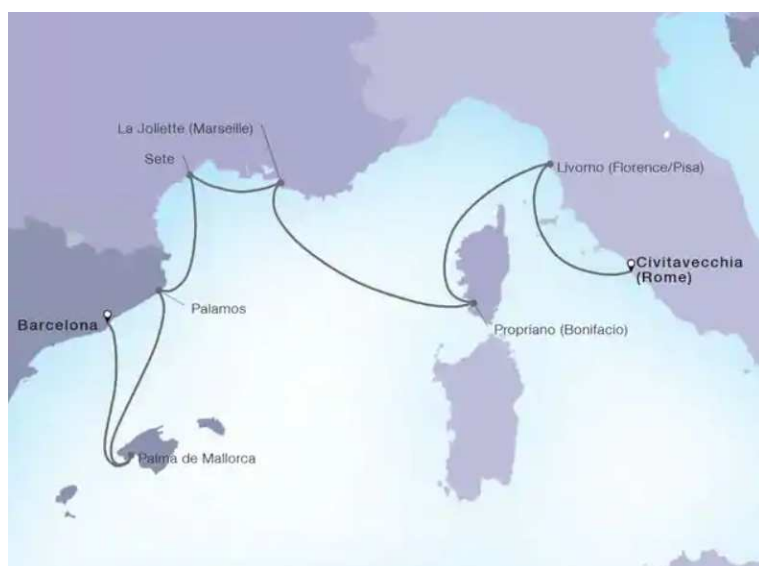 La Joliette (Marseille)
Sete
Livorno (Florence/Pisa)
Civitavecchia
(Rome)
Palamos
Barcelona
Propriano (Bonifacio)
Palma de Mallorca